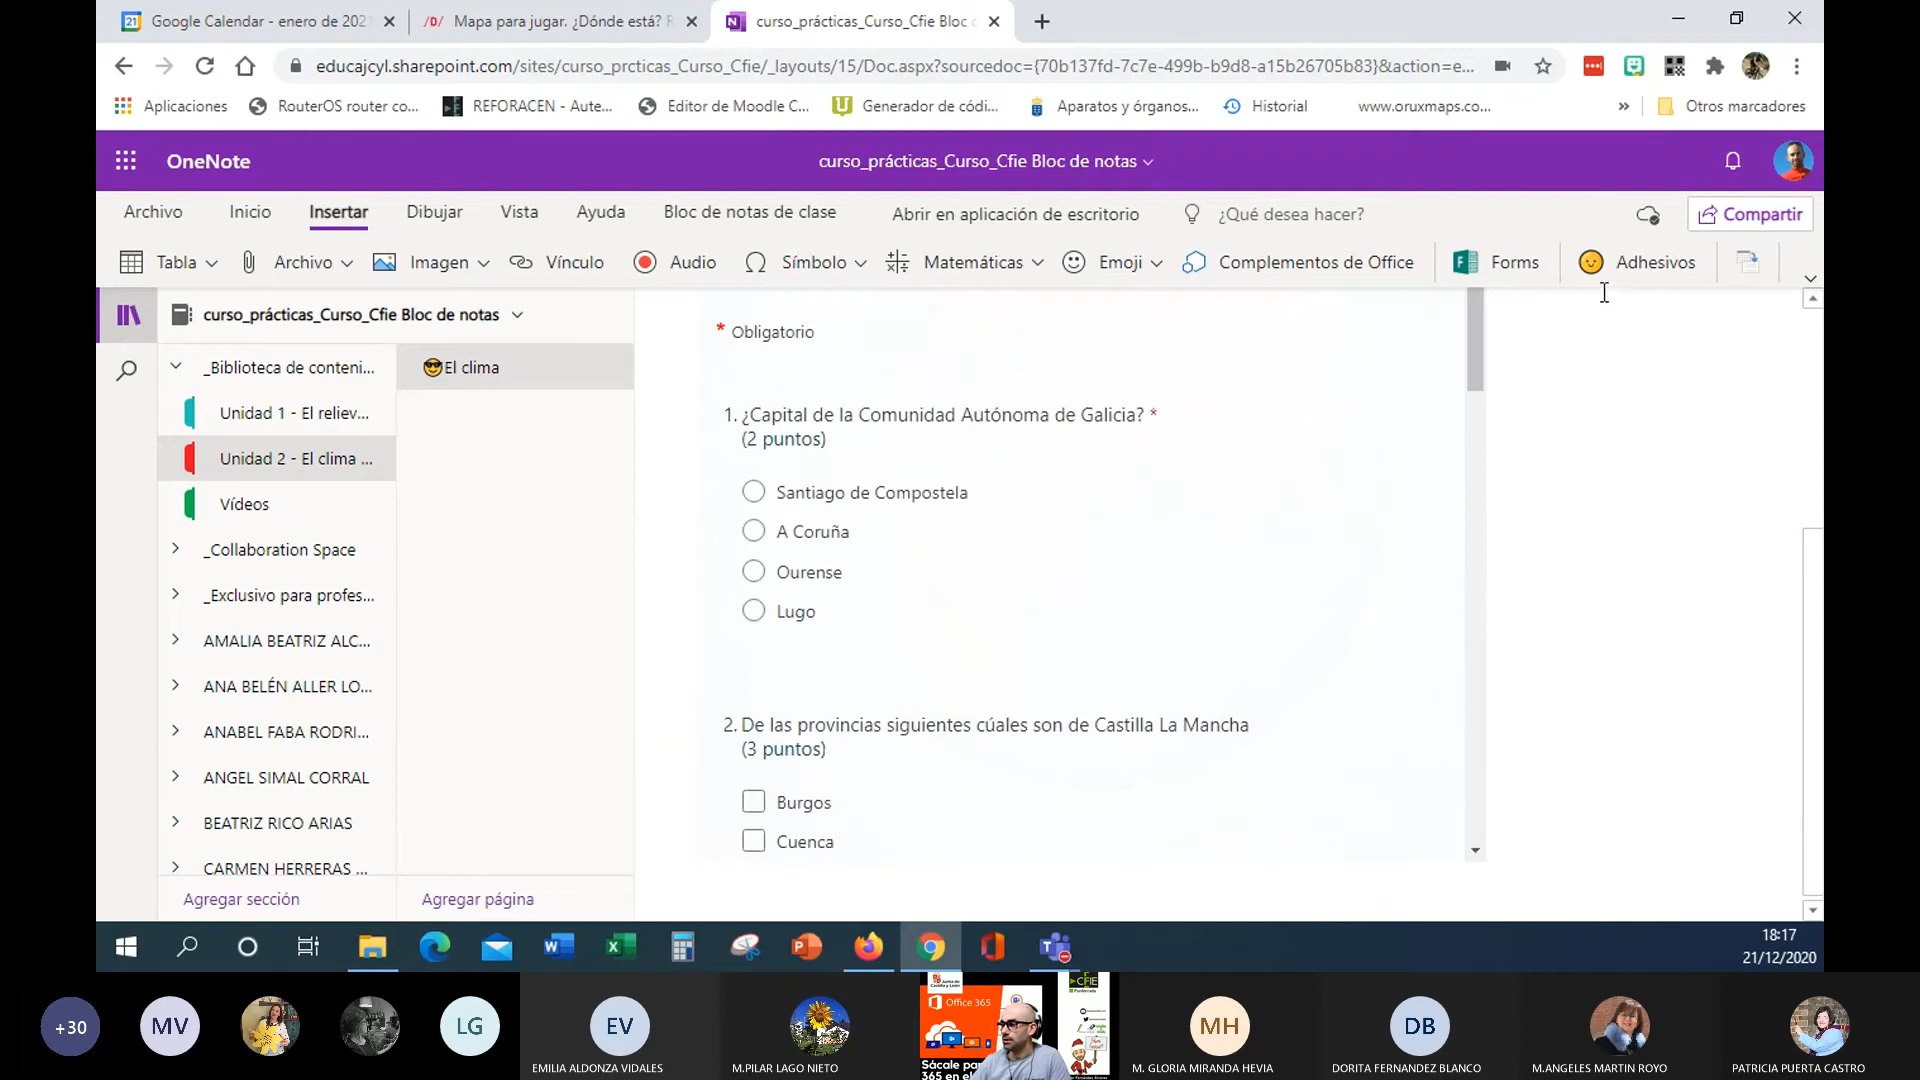 Google Calendar - enero de 202
Mapa para jugar. ¿Dónde está? R
curso_prácticas_Curso_Cfie Bloc d
educajcyl.sharepoint.com/sites/curso_prcticas_Curso_Cfie/_layouts/15/Doc.aspx?sourcedoc={70b137fd-7c7e-499b-b9d8-a15b26705b83}&action=e...
Aplicaciones
RouterOS router co...
REFORACEN - Aute...
Editor de Moodle C...
Generador de códi...
Aparatos y órganos...
Historial
www.oruxmaps.co...
»
Otros marcadores
OneNote
curso_prácticas_Curso_Cfie Bloc de notas
Archivo
Inicio
Insertar
Dibujar
Vista
Ayuda
Bloc de notas de clase
Abrir en aplicación de escritorio
¿Qué desea hacer?
Compartir
Tabla
Archivo
Imagen
Vínculo
Audio
Símbolo
Matemáticas
Emoji
Complementos de Office
Forms
Adhesivos
curso_prácticas_Curso_Cfie Bloc de notas
_Biblioteca de conteni...
Unidad 1 - El reliev...
Unidad 2 - El clima ...
Vídeos
_Collaboration Space
_Exclusivo para profes...
AMALIA BEATRIZ ALC...
ANA BELÉN ALLER LO...
ANABEL FABA RODRI...
ANGEL SIMAL CORRAL
BEATRIZ RICO ARIAS
CARMEN HERRERAS ...
Agregar sección
😎El clima
Agregar página
* Obligatorio
1. ¿Capital de la Comunidad Autónoma de Galicia? *
(2 puntos)
Santiago de Compostela
A Coruña
Ourense
Lugo
2. De las provincias siguientes cúales son de Castilla La Mancha
(3 puntos)
Burgos
Cuenca
18:17
21/12/2020
+30
MV
LG
EV
EMILIA ALDONZA VIDALES
M.PILAR LAGO NIETO
Office 365
Sácale pa
365 en el
CFIE
MH
M. GLORIA MIRANDA HEVIA
DB
DORITA FERNANDEZ BLANCO
M.ANGELES MARTIN ROYO
PATRICIA PUERTA CASTRO